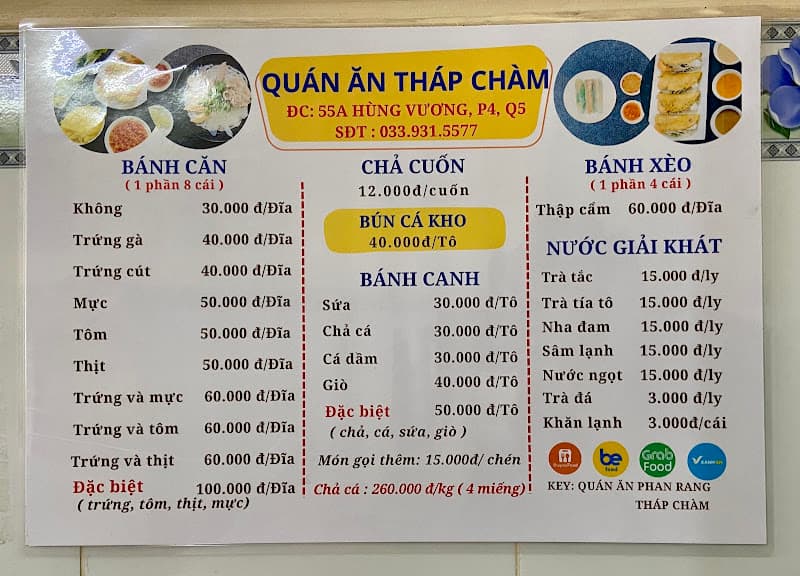 QUÁN ĂN THÁP CHÀM
ĐC: 55A HÙNG VƯƠNG, P4, Q5
SĐT : 033.931.5577
BÁNH CĂN
( 1 phần 8 cái )
Không 30.000 đ/Đĩa
Trứng gà 40.000 đ/Đĩa
Trứng cút 40.000 đ/Đĩa
Mực 50.000 đ/Đĩa
Tôm 50.000 đ/Đĩa
Thịt 50.000 đ/Đĩa
Trứng và mực 60.000 đ/Đĩa
Trứng và tôm 60.000 đ/Đĩa
Trứng và thịt 60.000 đ/Đĩa
Đặc biệt 100.000 đ/Đĩa
( trứng, tôm, thịt, mực)
CHẢ CUỐN
12.000đ/cuốn
BÚN CÁ KHO
40.000đ/Tô
BÁNH CANH
Sứa 30.000 đ/Tô
Chả cá 30.000 đ/Tô
Cá dầm 30.000 đ/Tô
Giò 40.000 đ/Tô
Đặc biệt 50.000 đ/Tô
( chả, cá, sứa, giò )
Món gọi thêm: 15.000đ/ chén
Chả cá : 260.000 đ/kg ( 4 miếng)
BÁNH XÈO
( 1 phần 4 cái )
Thập cẩm 60.000 đ/Đĩa
NƯỚC GIẢI KHÁT
Trà tắc 15.000 đ/ly
Trà tía tô 15.000 đ/ly
Nha đam 15.000 đ/ly
Sâm lạnh 15.000 đ/ly
Nước ngọt 15.000 đ/ly
Trà đá 3.000 đ/ly
Khăn lạnh 3.000đ/cái
ShopeeFood
be
food
Grab
Food
KEY: QUÁN ĂN PHAN RANG
THÁP CHÀM